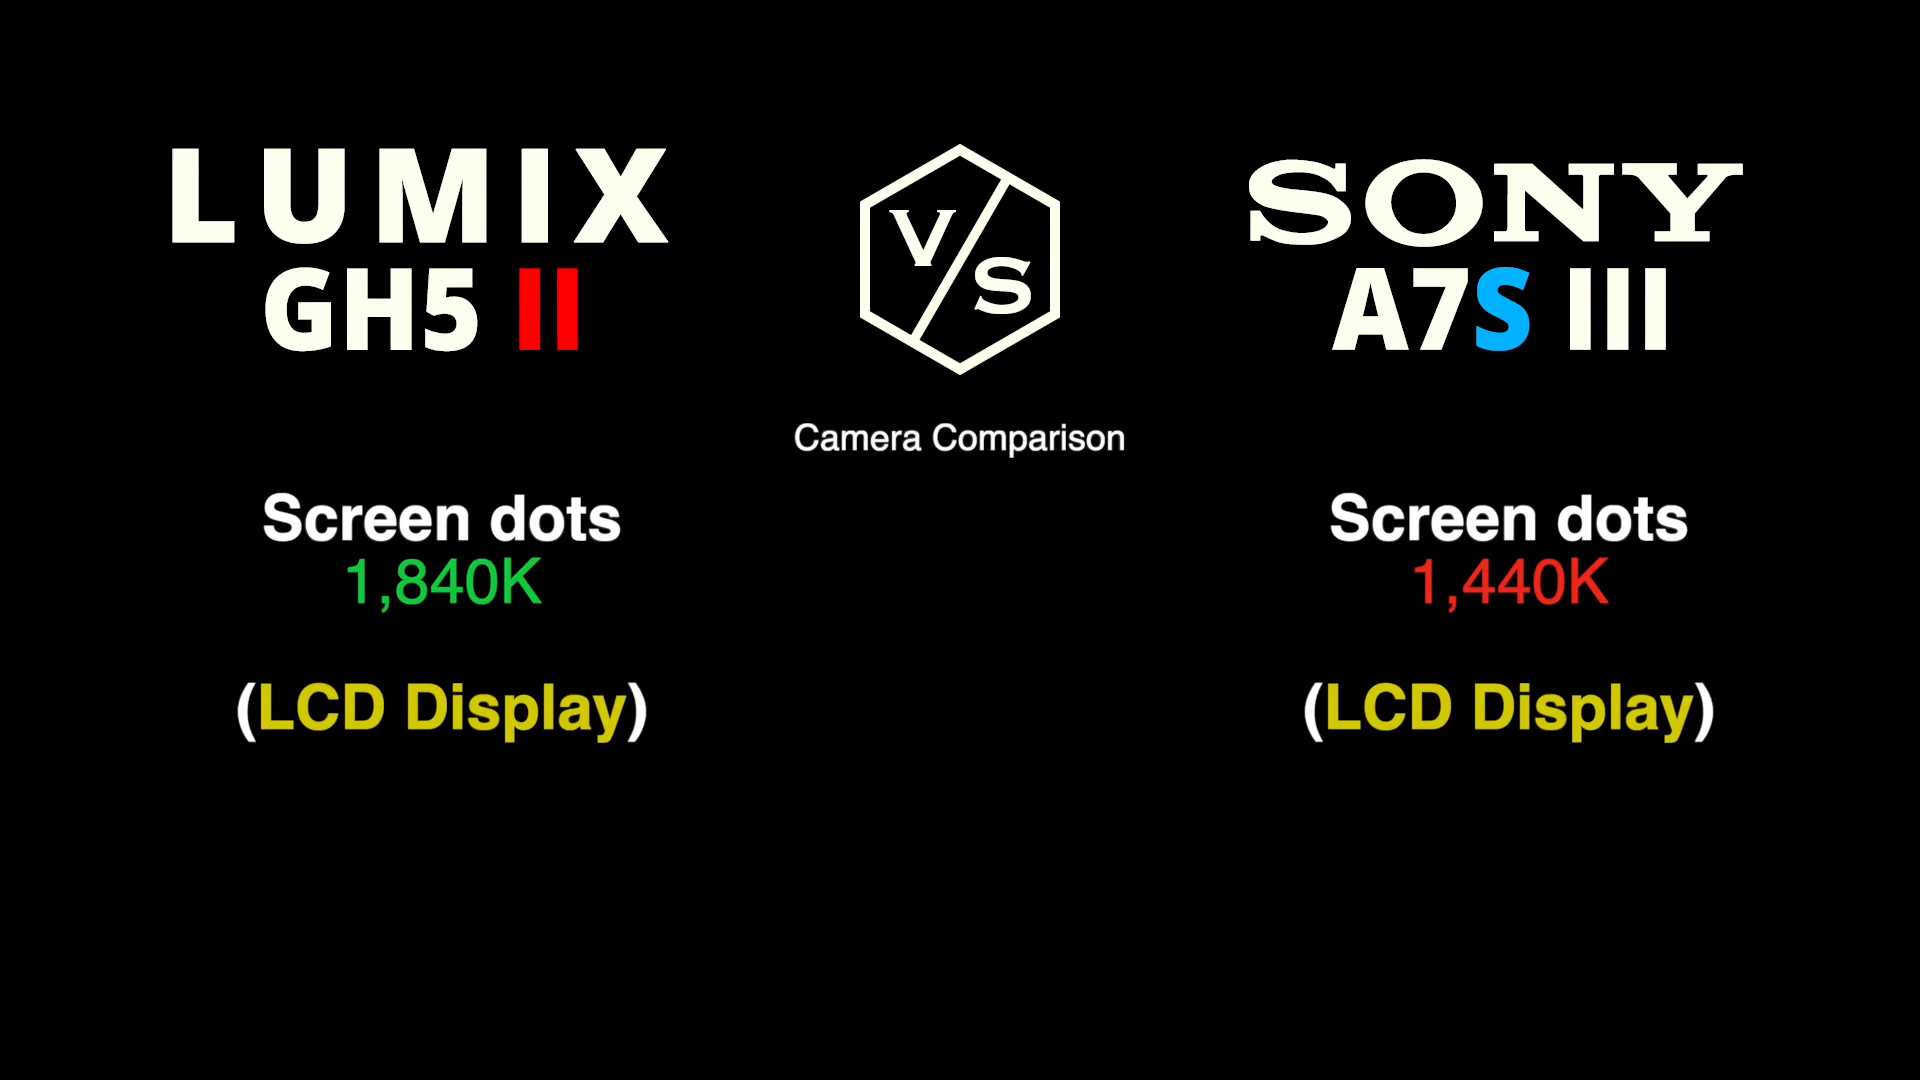 LUMIX
GH5 II
VS
SONY
A7S III
Camera Comparison
Screen dots
1,840K
(LCD Display)
Screen dots
1,440K
(LCD Display)